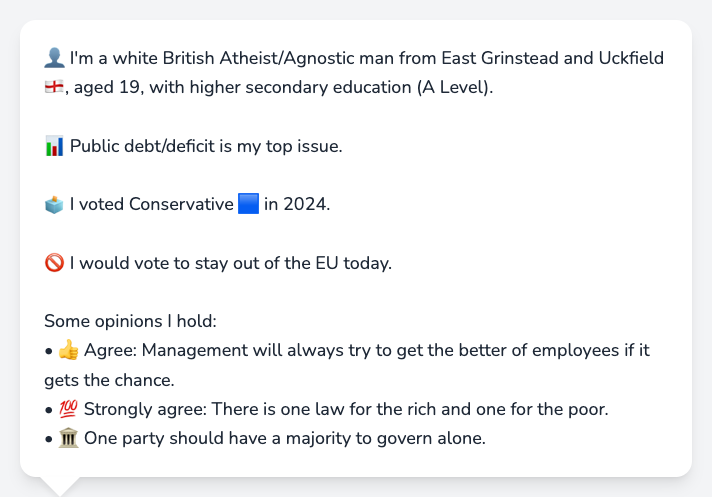 👤 I'm a white British Atheist/Agnostic man from East Grinstead and Uckfield
🏴󠁧󠁢󠁥󠁮󠁧󠁿, aged 19, with higher secondary education (A Level).
📊 Public debt/deficit is my top issue.
🗳️ I voted Conservative 🟦 in 2024.
🚫 I would vote to stay out of the EU today.
Some opinions I hold:
• 👍 Agree: Management will always try to get the better of employees if it
gets the chance.
• 💯 Strongly agree: There is one law for the rich and one for the poor.
• 🏛️ One party should have a majority to govern alone.